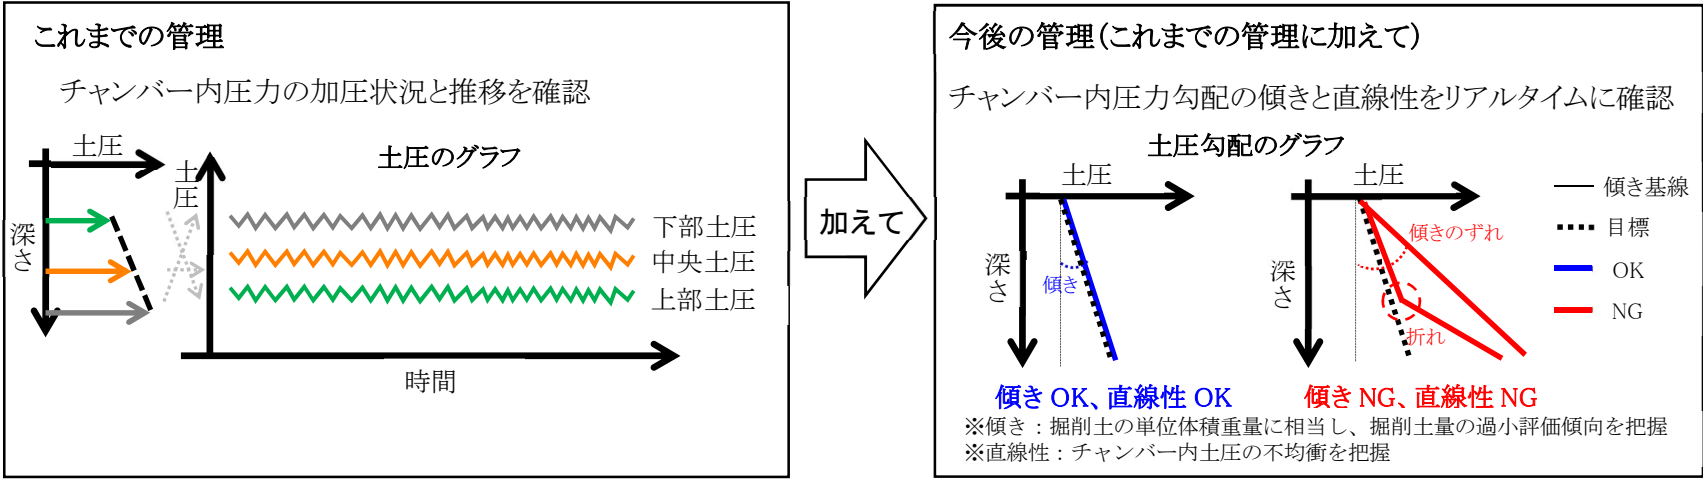 これまでの管理
チャンバー内圧力の加圧状況と推移を確認
土圧
深さ
土圧のグラフ
土圧
下部土圧
中央土圧
上部土圧
時間
加えて
今後の管理(これまでの管理に加えて)
チャンバー内圧力勾配の傾きと直線性をリアルタイムに確認
土圧勾配のグラフ
土圧
深さ
傾き
傾き OK、直線性 OK
土圧
深さ
傾きのずれ
折れ
傾き NG、直線性 NG
傾き基線
目標
OK
NG
※傾き：掘削土の単位体積重量に相当し、掘削土量の過小評価傾向を把握
※直線性：チャンバー内土圧の不均衡を把握